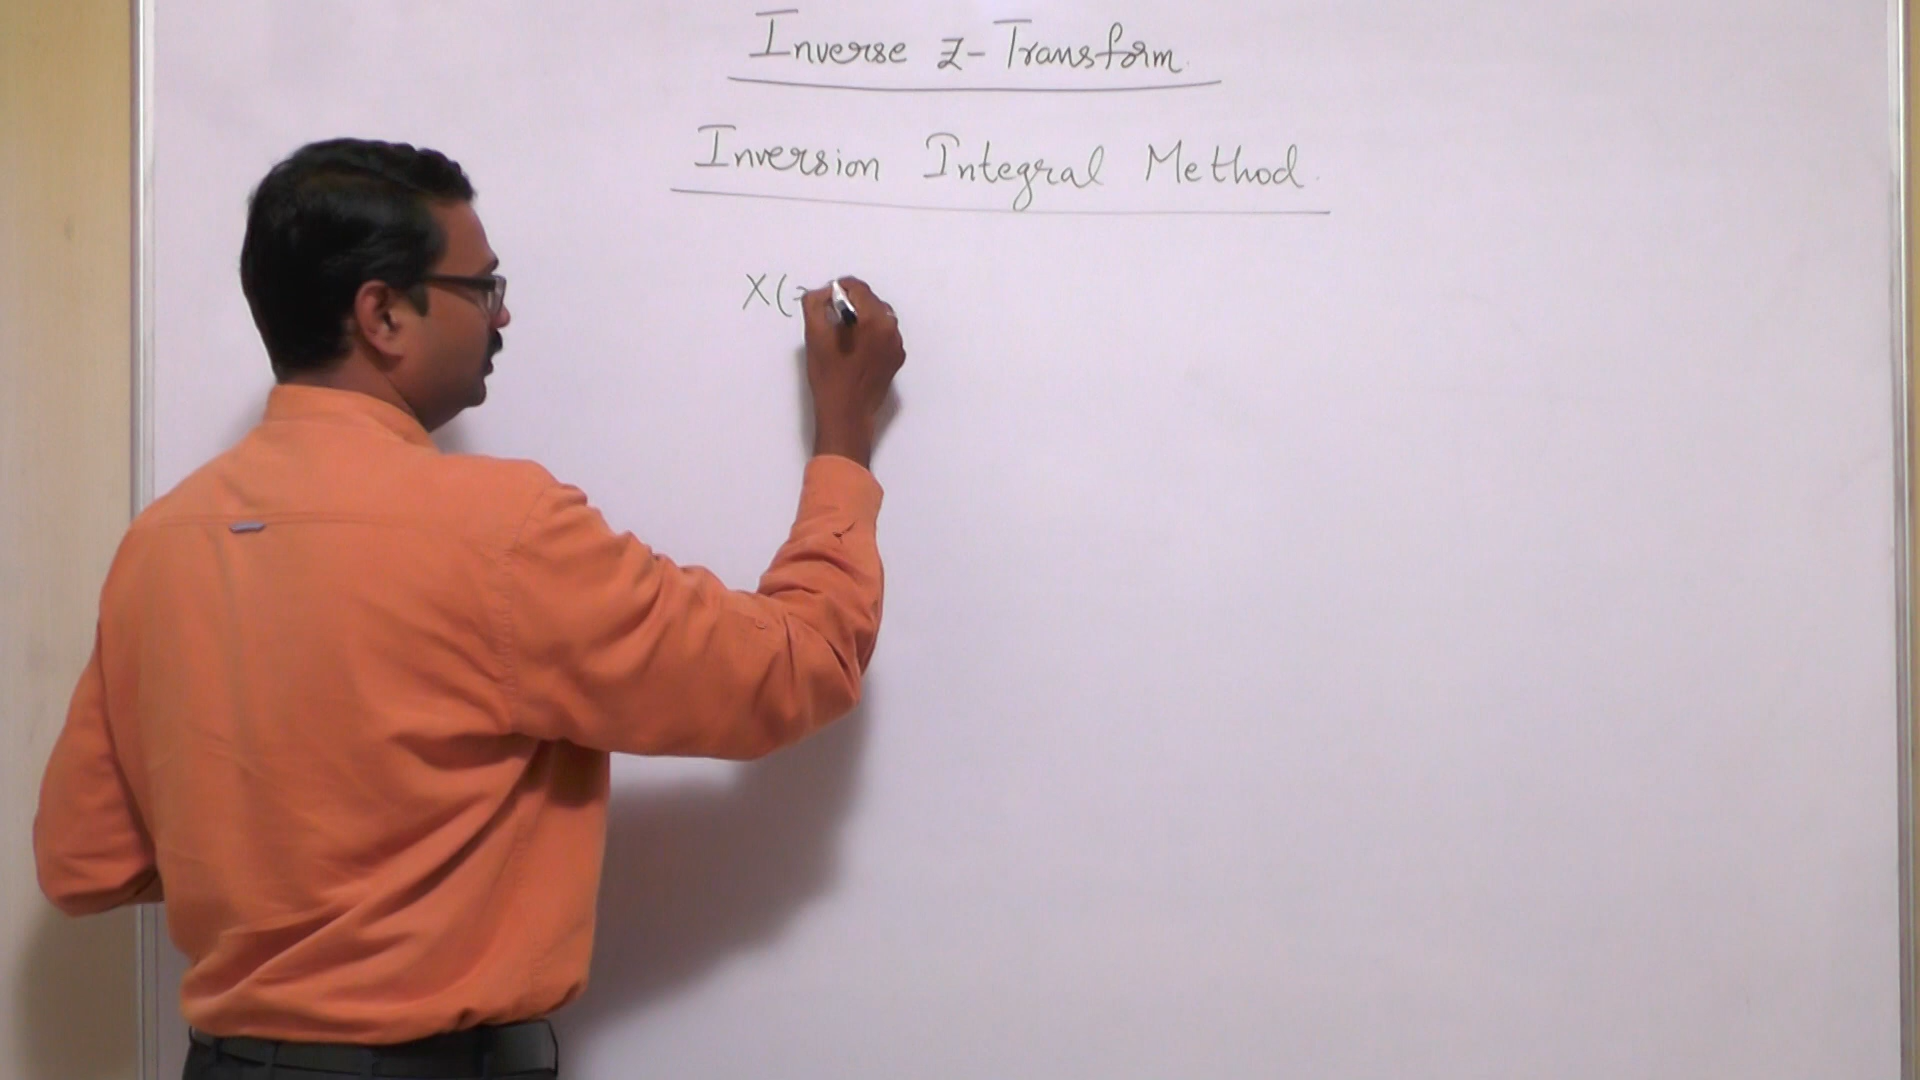 Inverse Z-Transform.
Inversion Integral Method.
X(z